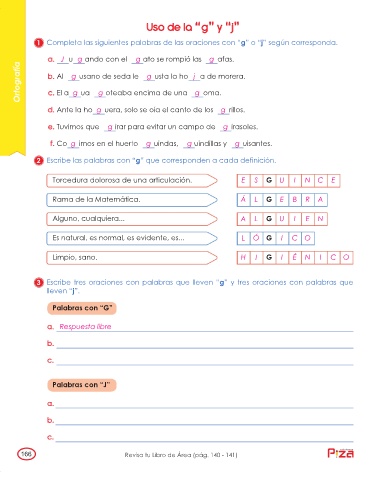 Uso de la “g” y “j”
1 Completa las siguientes palabras de las oraciones con “g” o “j” según corresponda.
a. J u g ando con el g ato se rompió las g afas.
b. Al g usano de seda le g usta la ho j a de morera.
c. El a g ua g oteaba encima de una g oma.
d. Ante la ho g uera, solo se oía el canto de los g rillos.
e. Tuvimos que g irar para evitar un campo de g irasoles.
f. Co g imos en el huerto g uindas, g uindillas y g uisantes.
Ortografía
2 Escribe las palabras con “g” que corresponden a cada definición.
Torcedura dolorosa de una articulación. E S G U I N C E
Rama de la Matemática. Á L G E B R A
Alguno, cualquiera... A L G U I E N
Es natural, es normal, es evidente, es... L Ó G I C O
Limpio, sano. H I G I É N I C O
3 Escribe tres oraciones con palabras que lleven “g” y tres oraciones con palabras que
lleven “j”.
Palabras con “G”
a. Respuesta libre
b.
c.
Palabras con “J”
a.
b.
c.
166
Revisa tu Libro de Área (pág. 140 - 141)